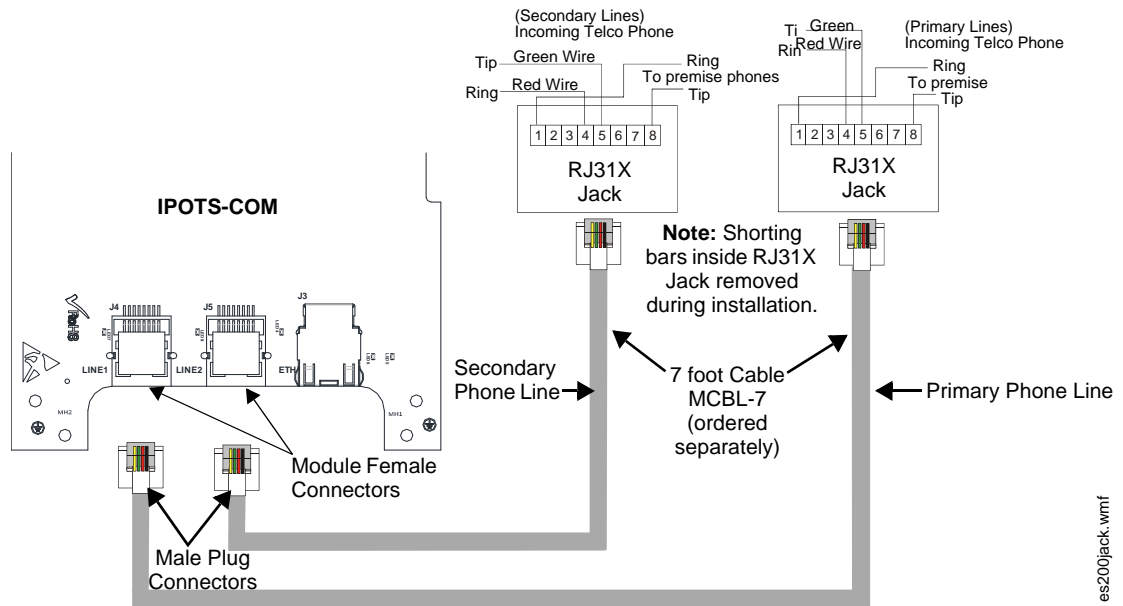 (Secondary Lines)
Incoming Telco Phone
Tip Green Wire
Ring Red Wire
Ring
To premise phones
Tip
1 2 3 4 5 6 7 8
RJ31X
Jack
Ti Green
Rin Red Wire
(Primary Lines)
Incoming Telco Phone
Ring
To premise
Tip
1 2 3 4 5 6 7 8
RJ31X
Jack
IPOTS-COM
Note: Shorting
bars inside RJ31X
Jack removed
during installation.
RoHS
J4
J5
J3
LINE1
LINE2
ETH
MH2
MH1
Secondary
Phone Line
7 foot Cable
MCBL-7
(ordered
separately)
Primary Phone Line
Module Female
Connectors
Male Plug
Connectors
es200jack.wmf